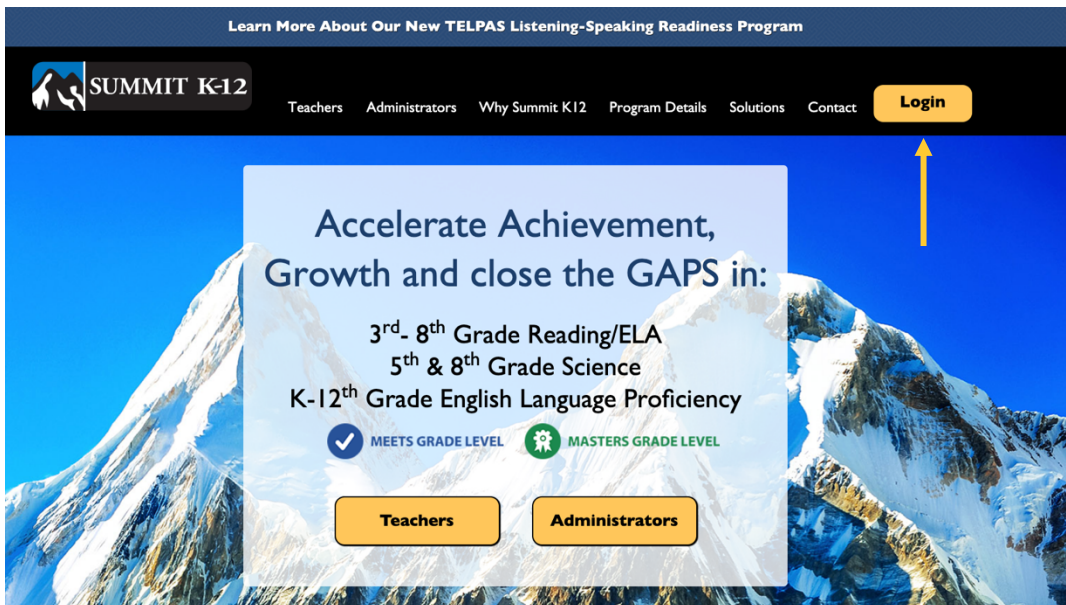 Learn More About Our New TELPAS Listening-Speaking Readiness Program
SUMMIT K-12
Teachers Administrators Why Summit K12 Program Details Solutions Contact Login
Accelerate Achievement,
Growth and close the GAPS in:
3rd- 8th Grade Reading/ELA
5th & 8th Grade Science
K-12th Grade English Language Proficiency
MEETS GRADE LEVEL MASTERS GRADE LEVEL
Teachers Administrators